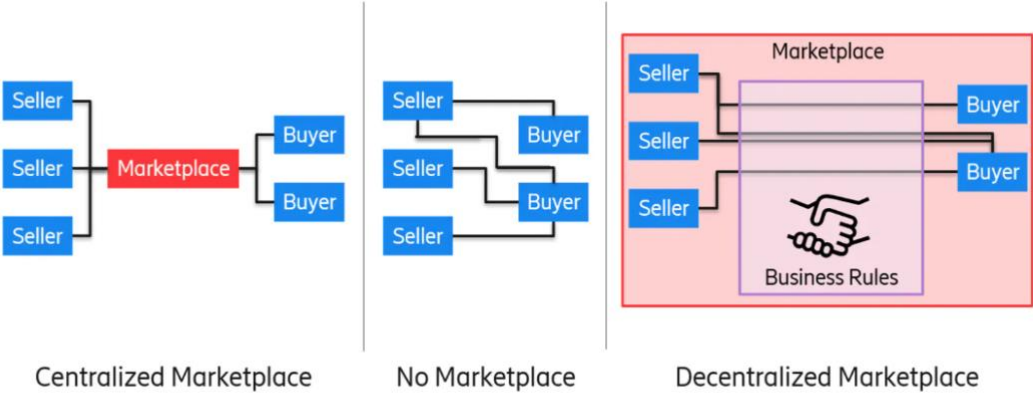 Seller
Seller
Seller
Marketplace
Buyer
Buyer
Centralized Marketplace
Seller
Seller
Seller
Buyer
Buyer
No Marketplace
Marketplace
Seller
Seller
Seller
Buyer
Buyer
Business Rules
Decentralized Marketplace